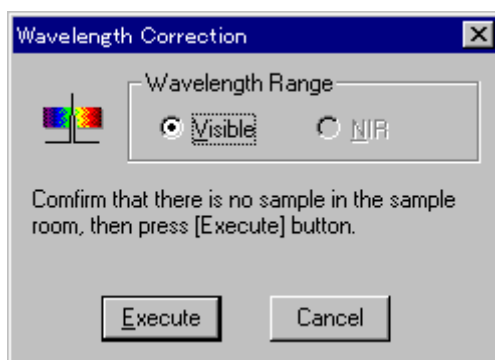 Wavelength Correction
Wavelength Range
Visible NIR
Comfirm that there is no sample in the sample
room, then press [Execute] button.
Execute Cancel